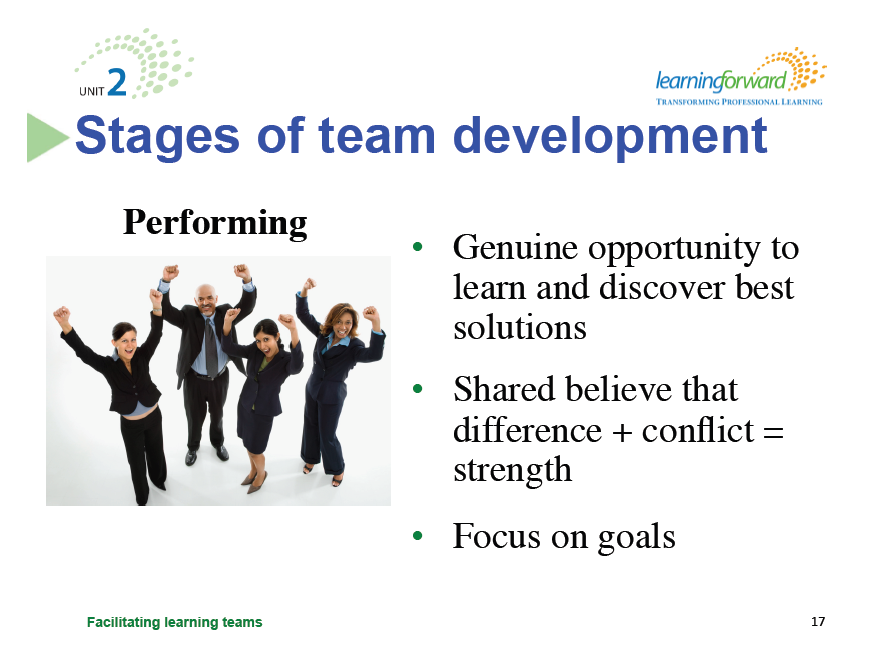 UNIT 2
learningforward
TRANSFORMING PROFESSIONAL LEARNING
Stages of team development
Performing
• Genuine opportunity to
learn and discover best
solutions
• Shared believe that
difference + conflict =
strength
• Focus on goals
Facilitating learning teams
17